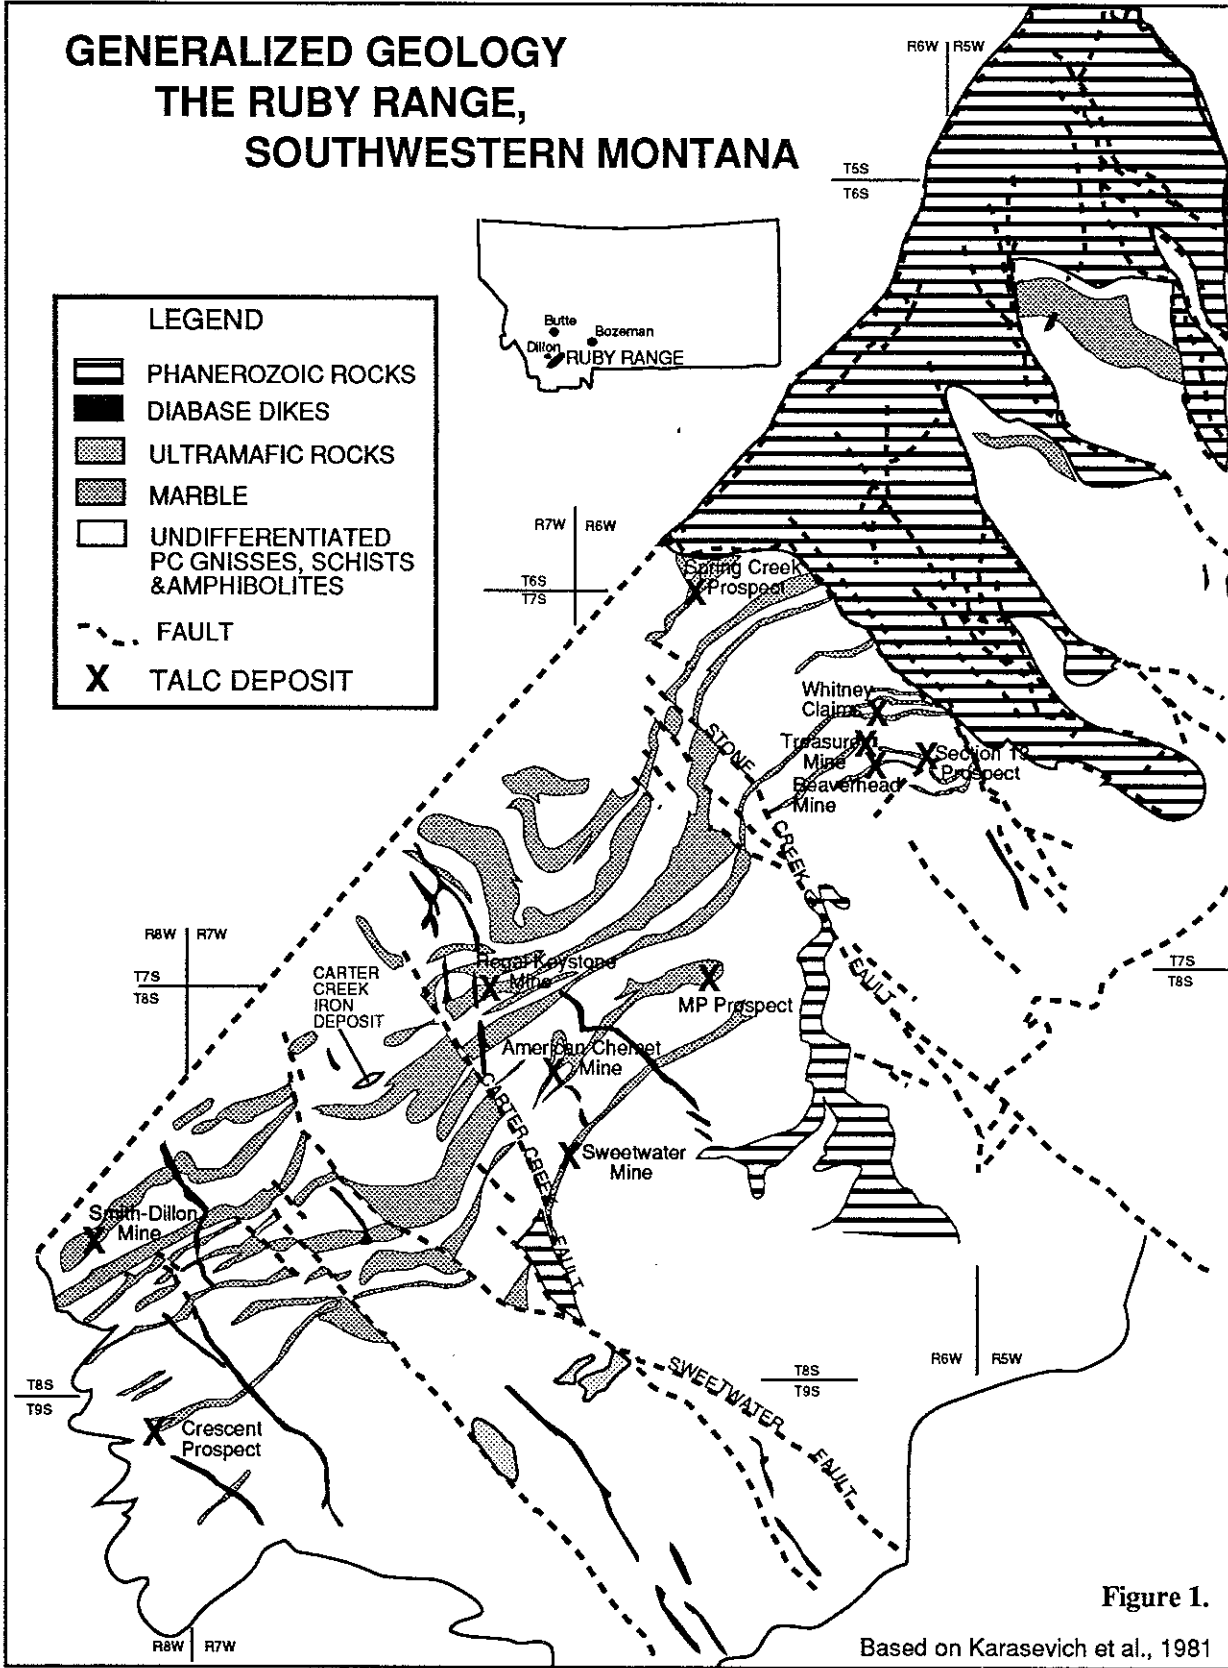 GENERALIZED GEOLOGY
THE RUBY RANGE,
SOUTHWESTERN MONTANA
R6W R5W
T5S
T6S
Butte
Bozeman
Dillon
RUBY RANGE
LEGEND
PHANEROZOIC ROCKS
DIABASE DIKES
ULTRAMAFIC ROCKS
MARBLE
UNDIFFERENTIATED
PC GNISSES, SCHISTS
&AMPHIBOLITES
FAULT
X TALC DEPOSIT
R7W R6W
T6S
T7S
Spring Creek
X Prospect
Whitney
Claims X
Treasure X
Mine
X Section 13
Prospect
Beaverhead X
Mine
STONE
CREEK
FAULT
R8W R7W
T7S
T8S
CARTER
CREEK
IRON
DEPOSIT
Regal Keystone
X Mine
X
MP Prospect
T7S
T8S
American Chemet
X Mine
CARTER CREEK
FAULT
X Sweetwater
Mine
Smith-Dillon
X Mine
R6W R5W
T8S
T9S
T8S
T9S
SWEETWATER
FAULT
X Crescent
Prospect
R8W R7W
Figure 1.
Based on Karasevich et al., 1981